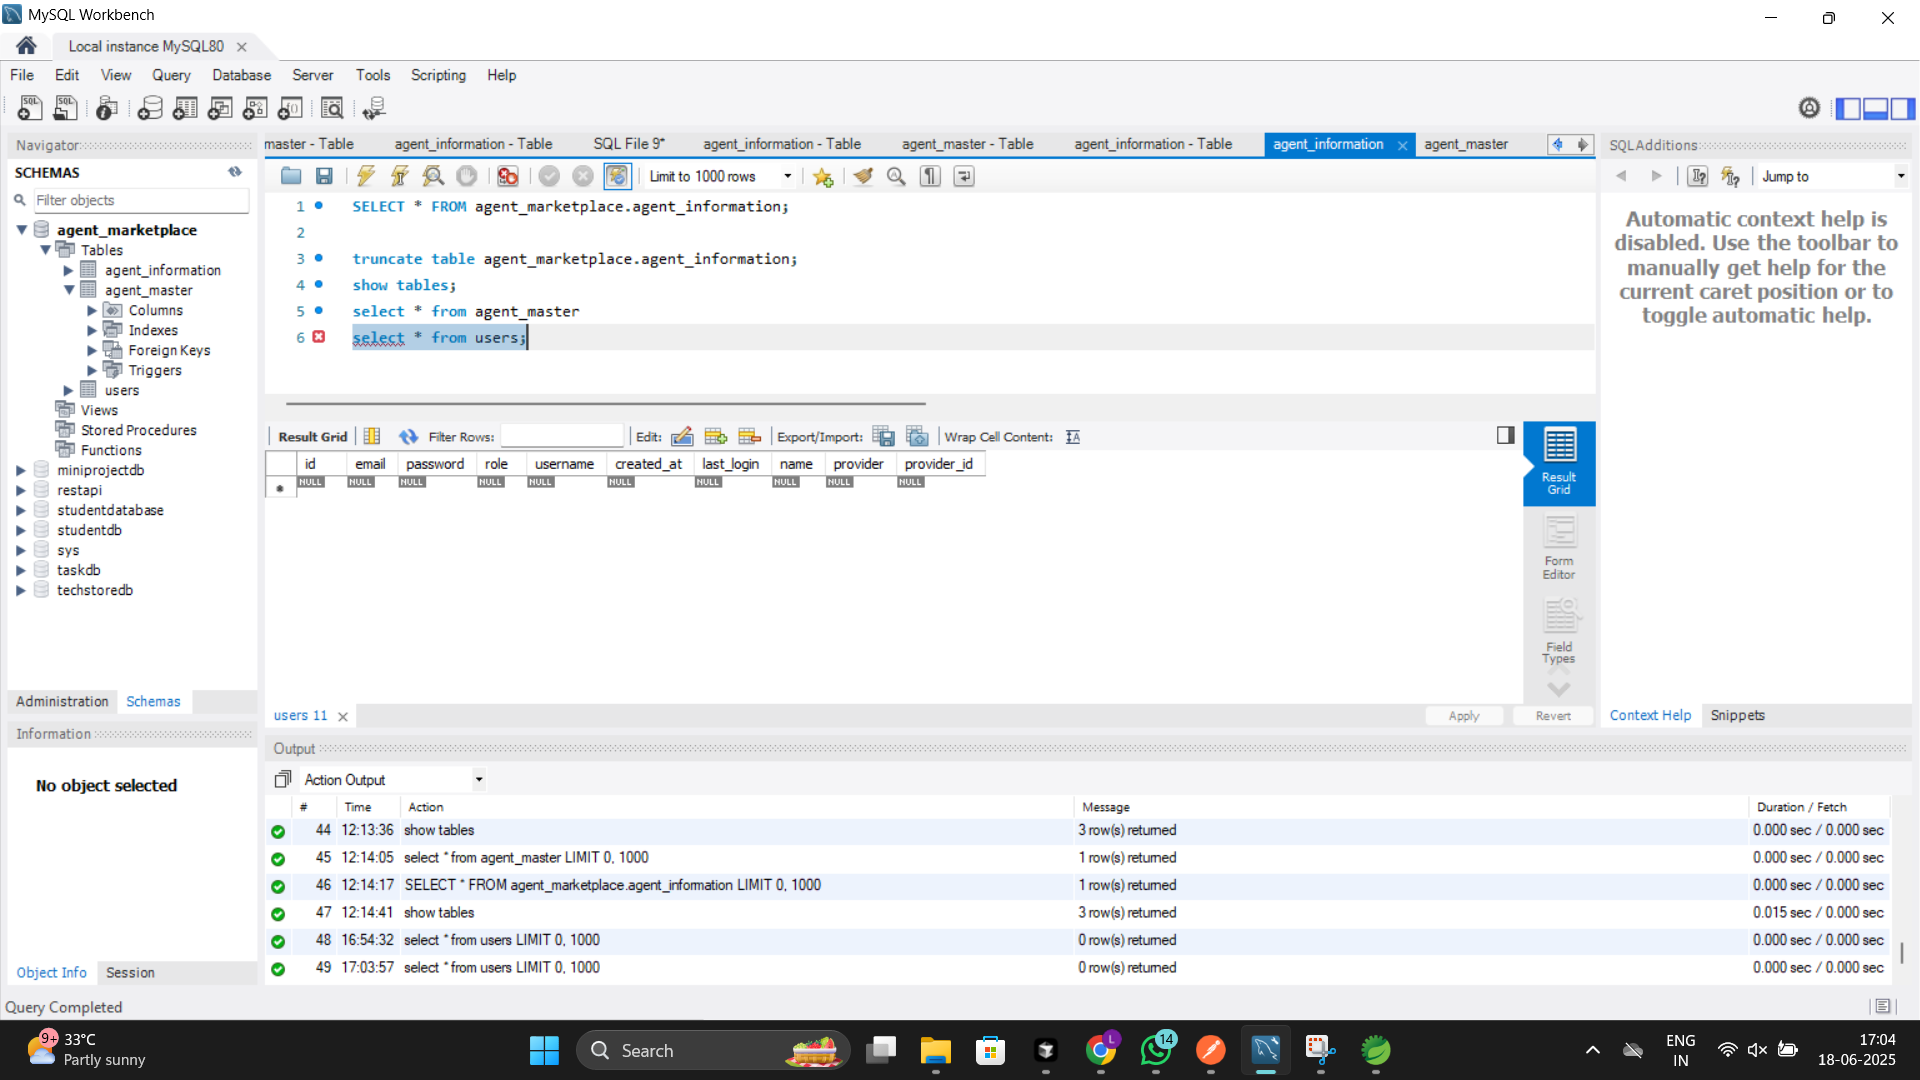 MySQL Workbench
Local instance MySQL80
File Edit View Query Database Server Tools Scripting Help
Navigator
SCHEMAS
Filter objects
agent_marketplace
Tables
agent_information
agent_master
Columns
Indexes
Foreign Keys
Triggers
users
Views
Stored Procedures
Functions
miniprojectdb
restapi
studentdatabase
studentdb
sys
taskdb
techstoredb
Administration Schemas
Information
No object selected
Object Info Session
Query Completed
master - Table agent_information - Table SQL File 9* agent_information - Table agent_master - Table agent_information - Table agent_information agent_master
Limit to 1000 rows
1 SELECT * FROM agent_marketplace.agent_information;
2
3 truncate table agent_marketplace.agent_information;
4 show tables;
5 select * from agent_master
6 select * from users;
Result Grid Filter Rows: Edit: Export/Import: Wrap Cell Content:
id email password role username created_at last_login name provider provider_id
NULL NULL NULL NULL NULL NULL NULL NULL NULL NULL
Result
Grid
Form
Editor
Field
Types
users 11 Apply Revert
SQLAdditions
Jump to
Automatic context help is
disabled. Use the toolbar to
manually get help for the
current caret position or to
toggle automatic help.
Context Help Snippets
Output
Action Output
# Time Action Message Duration / Fetch
44 12:13:36 show tables 3 row(s) returned 0.000 sec / 0.000 sec
45 12:14:05 select * from agent_master LIMIT 0, 1000 1 row(s) returned 0.000 sec / 0.000 sec
46 12:14:17 SELECT * FROM agent_marketplace.agent_information LIMIT 0, 1000 1 row(s) returned 0.000 sec / 0.000 sec
47 12:14:41 show tables 3 row(s) returned 0.015 sec / 0.000 sec
48 16:54:32 select * from users LIMIT 0, 1000 0 row(s) returned 0.000 sec / 0.000 sec
49 17:03:57 select * from users LIMIT 0, 1000 0 row(s) returned 0.000 sec / 0.000 sec
9+ 33°C
Partly sunny
Search
L
14
ENG
IN
17:04
18-06-2025